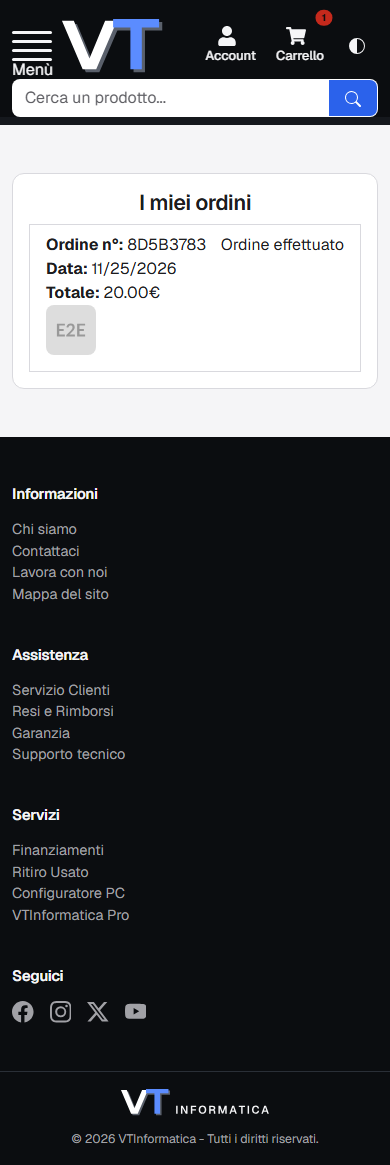 Menù
VT
Account
Carrello
1
Cerca un prodotto...
I miei ordini
Ordine n°: 8D5B3783 Ordine effettuato
Data: 11/25/2026
Totale: 20.00€
E2E
Informazioni
Chi siamo
Contattaci
Lavora con noi
Mappa del sito
Assistenza
Servizio Clienti
Resi e Rimborsi
Garanzia
Supporto tecnico
Servizi
Finanziamenti
Ritiro Usato
Configuratore PC
VTInformatica Pro
Seguici
VT INFORMATICA
© 2026 VTInformatica - Tutti i diritti riservati.